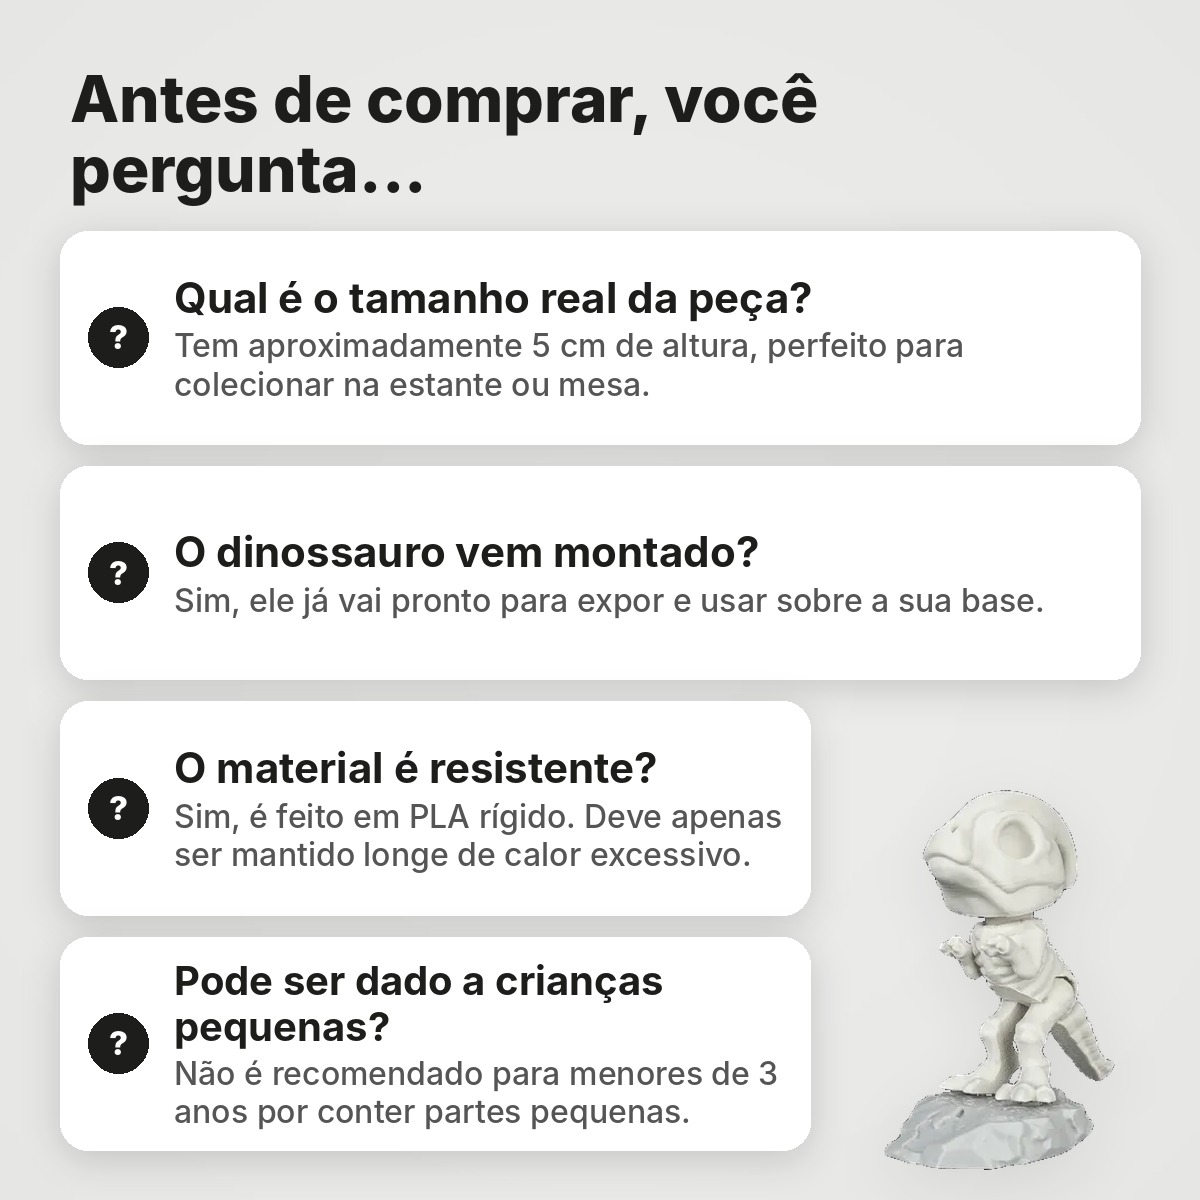 Antes de comprar, você
pergunta...
?
Qual é o tamanho real da peça?
Tem aproximadamente 5 cm de altura, perfeito para
colecionar na estante ou mesa.
?
O dinossauro vem montado?
Sim, ele já vai pronto para expor e usar sobre a sua base.
?
O material é resistente?
Sim, é feito em PLA rígido. Deve apenas
ser mantido longe de calor excessivo.
?
Pode ser dado a crianças
pequenas?
Não é recomendado para menores de 3
anos por conter partes pequenas.